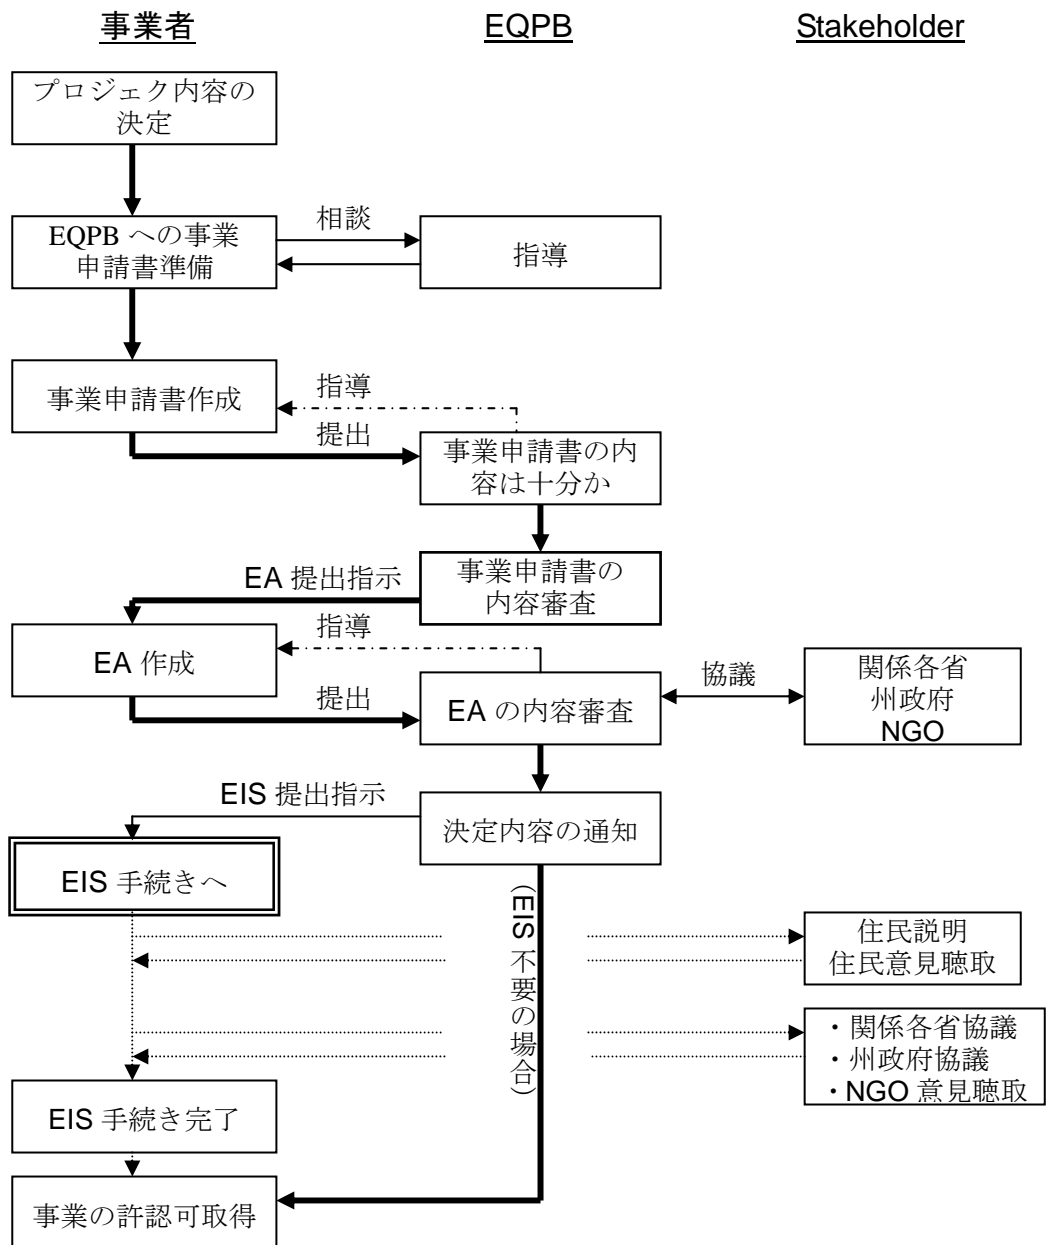 事業者
EQPB
Stakeholder
プロジェク内容の
決定
EQPB への事業
申請書準備
相談
指導
事業申請書作成
指導
提出
事業申請書の内
容は十分か
EA 提出指示
事業申請書の
内容審査
指導
EA 作成
提出
EA の内容審査
協議
関係各省
州政府
NGO
EIS 提出指示
決定内容の通知
EIS 手続きへ
(EIS 不要の場合)
住民説明
住民意見聴取
・関係各省協議
・州政府協議
・NGO 意見聴取
EIS 手続き完了
事業の許認可取得